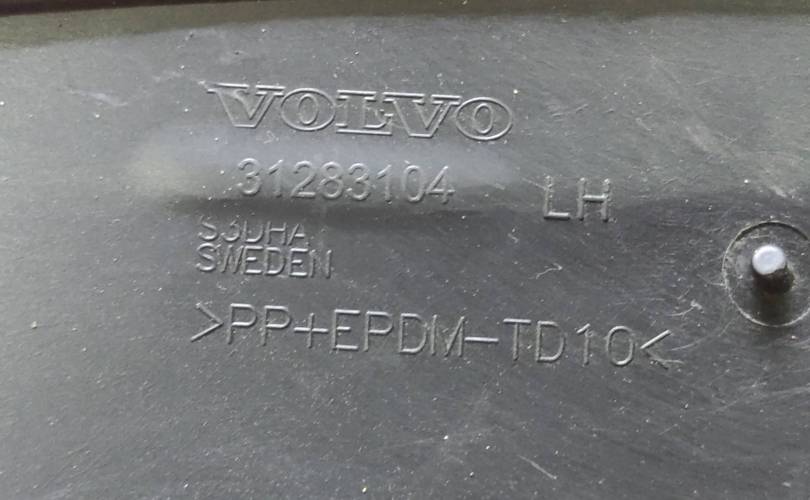 VOLVO
31283104 LH
S3DHA
SWEDEN
>PP+EPDM-TD10<